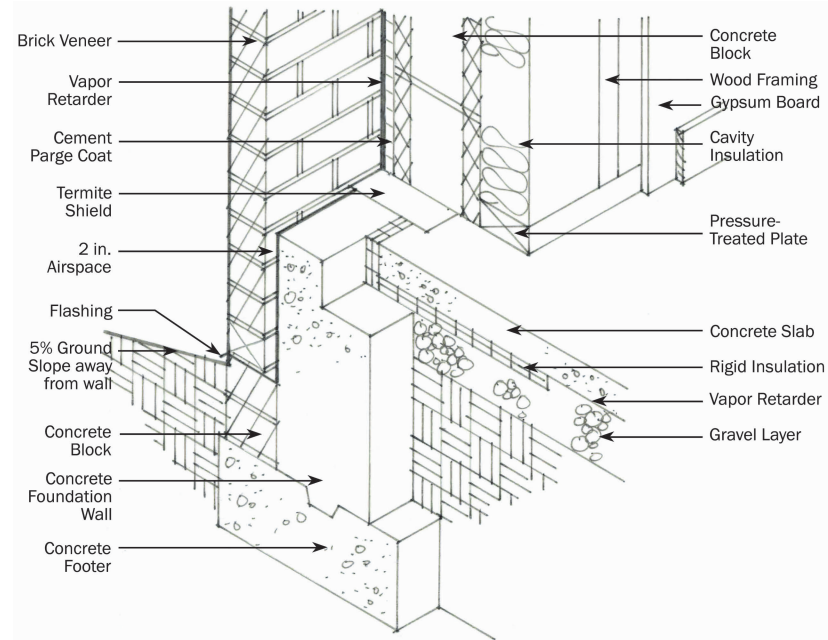 Brick Veneer
Vapor
Retarder
Cement
Parge Coat
Termite
Shield
2 in.
Airspace
Flashing
5% Ground
Slope away
from wall
Concrete
Block
Concrete
Foundation
Wall
Concrete
Footer
Concrete
Block
Wood Framing
Gypsum Board
Cavity
Insulation
Pressure-
Treated Plate
Concrete Slab
Rigid Insulation
Vapor Retarder
Gravel Layer